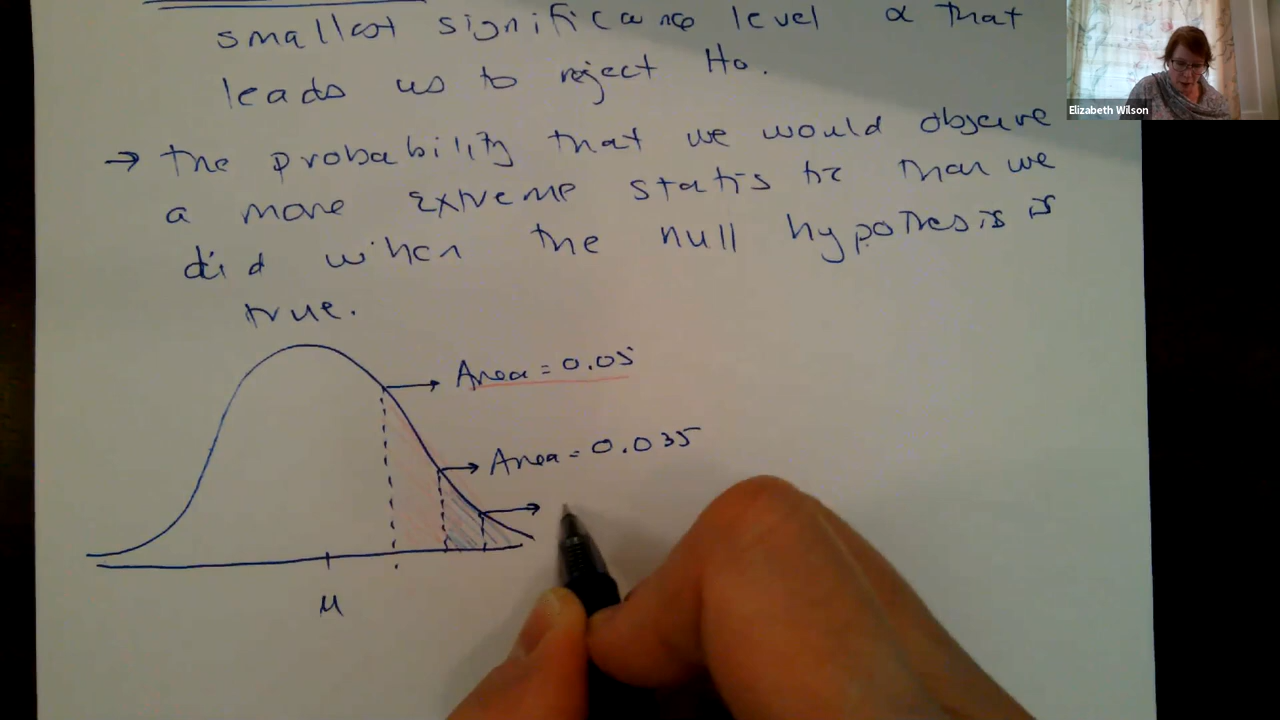 smallest significance level α that
leads us to reject Ho.
→ The probability that we would observe
a more extreme statistic than we
did when the null hypothesis is
true.
Area = 0.05
Area = 0.035
μ
Elizabeth Wilson